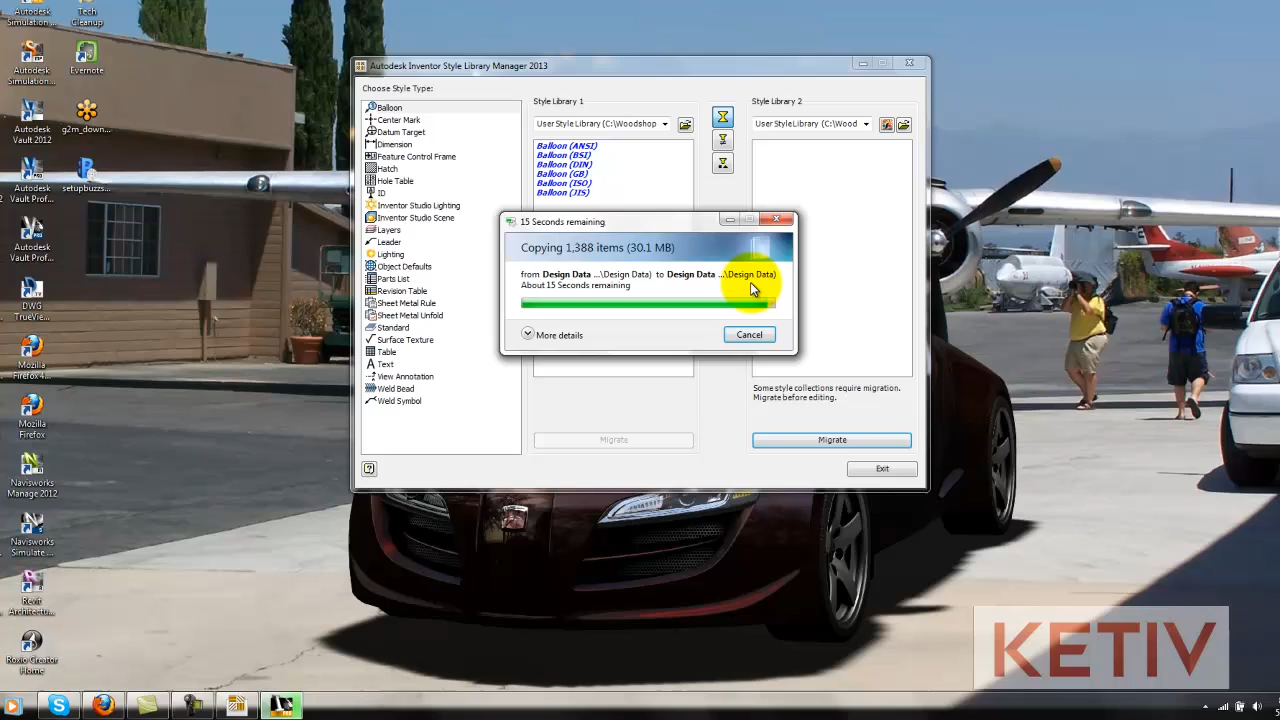 Autodesk
Simulation ...
Tech
Cleanup
Autodesk
Simulation...
Evernote
Autodesk
Vault 2012
g2m_down...
Autodesk
Vault Prof...
setupbuzzs...
Autodesk
Vault Prof...
DWG
TrueVie...
Mozilla
Firefox 4...
Mozilla
Firefox
Navisworks
Manage 2012
Navisworks
Simulate ...
Revit
Architectu...
Roxio Creator
Home
Autodesk Inventor Style Library Manager 2013
Choose Style Type:
Balloon
Center Mark
Datum Target
Dimension
Feature Control Frame
Hatch
Hole Table
ID
Inventor Studio Lighting
Inventor Studio Scene
Layers
Leader
Lighting
Object Defaults
Parts List
Revision Table
Sheet Metal Rule
Sheet Metal Unfold
Standard
Surface Texture
Table
Text
View Annotation
Weld Bead
Weld Symbol
Style Library 1
User Style Library (C:\Woodshop
Balloon (ANSI)
Balloon (BSI)
Balloon (DIN)
Balloon (GB)
Balloon (ISO)
Balloon (JIS)
Migrate
Style Library 2
User Style Library (C:\Wood
Some style collections require migration.
Migrate before editing.
Migrate
Exit
15 Seconds remaining
Copying 1,388 items (30.1 MB)
from Design Data ...\Design Data) to Design Data ...\Design Data)
About 15 Seconds remaining
More details
Cancel
KETIV